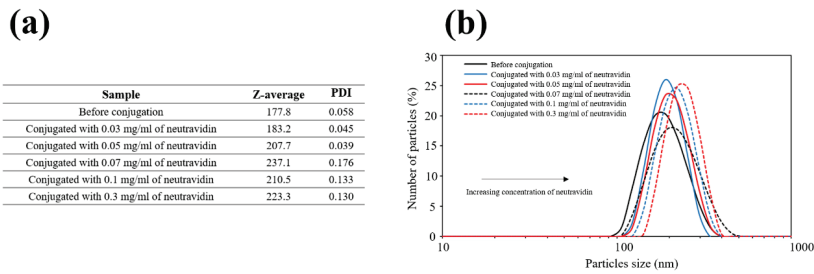 (a)
Sample Z-average PDI
Before conjugation 177.8 0.058
Conjugated with 0.03 mg/ml of neutravidin 183.2 0.045
Conjugated with 0.05 mg/ml of neutravidin 207.7 0.039
Conjugated with 0.07 mg/ml of neutravidin 237.1 0.176
Conjugated with 0.1 mg/ml of neutravidin 210.5 0.133
Conjugated with 0.3 mg/ml of neutravidin 223.3 0.130
(b)
Number of particles (%)
30
25
20
15
10
5
0
Before conjugation
Conjugated with 0.03 mg/ml of neutravidin
Conjugated with 0.05 mg/ml of neutravidin
Conjugated with 0.07 mg/ml of neutravidin
Conjugated with 0.1 mg/ml of neutravidin
Conjugated with 0.3 mg/ml of neutravidin
Increasing concentration of neutravidin
10 100 1000
Particles size (nm)